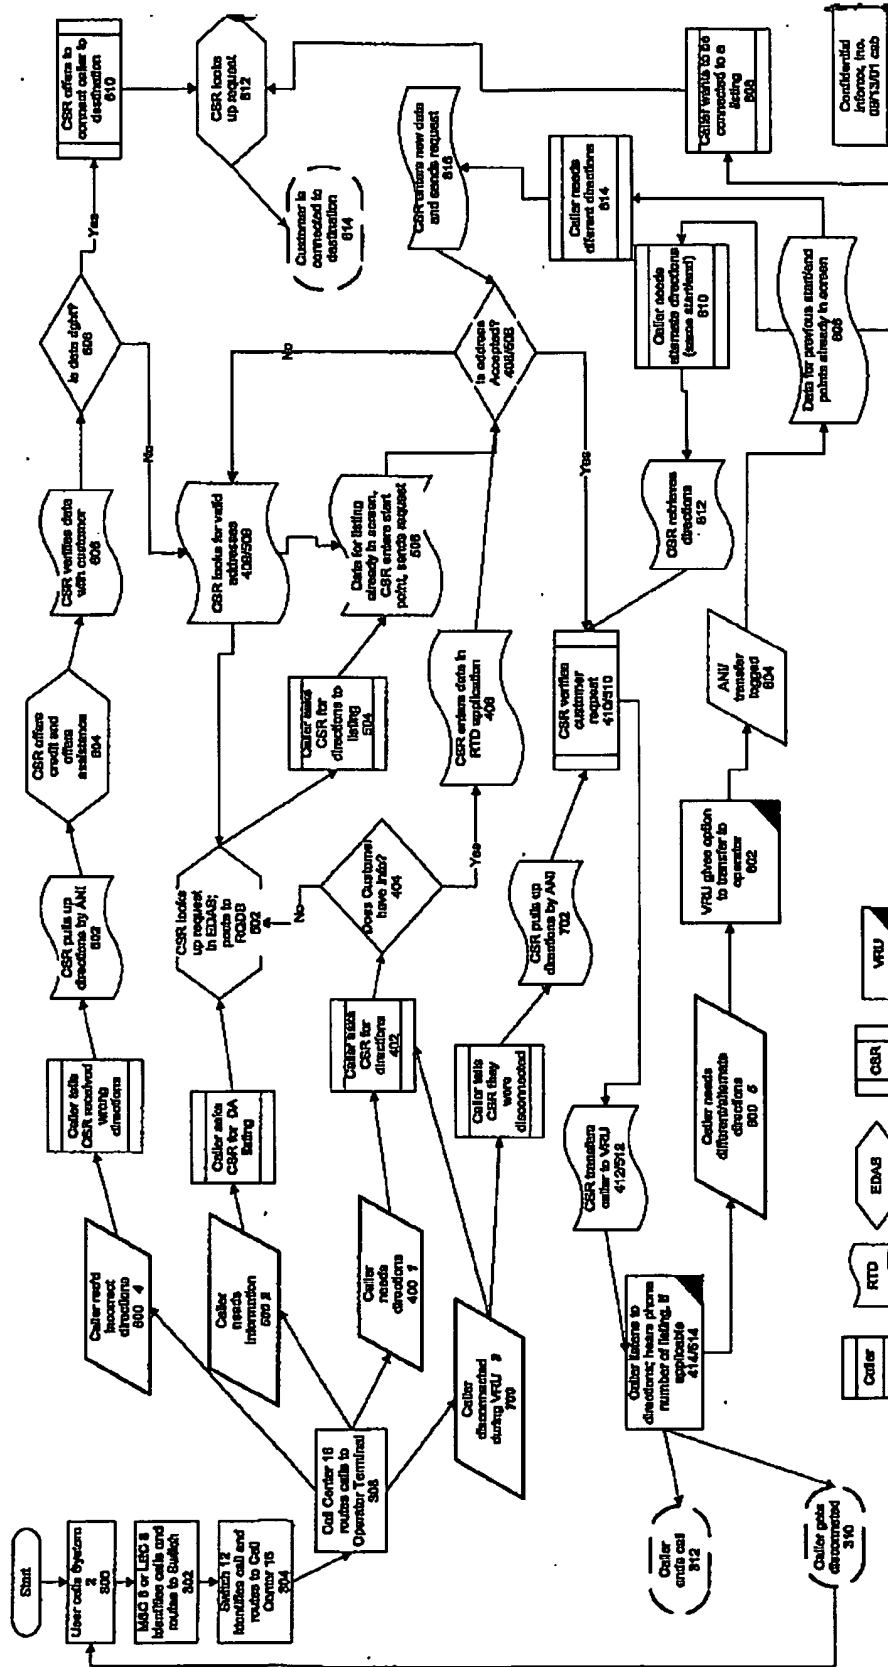 Start
User calls System
2
300
MSC 6 or LEC 8
identifies calls and
routes to Switch
302
Switch 12
identifies call and
routes to Call
Center 16
304
Call Center 16
routes calls to
Operator Terminal
308
Caller rec'd
incorrect
directions
600 4
Caller tells
CSR received
wrong
directions
CSR pulls up
directions by ANI
602
CSR offers
credit and
offers
assistance
604
CSR verifies data
with customer
606
Is data right?
608
Yes
No
CSR offers to
connect caller to
destination
610
CSR looks
up request
612
Customer is
connected to
destination
614
Caller
needs
information
500 2
Caller asks
CSR for DA
listing
CSR looks
up request
in EDAS;
ports to
RQDB
502
Caller asks
CSR for
directions to
listing
504
CSR looks for valid
addresses
409/509
Data for listing
already in screen,
CSR enters start
point, sends request
506
Is address
Accepted?
408/508
No
Yes
CSR enters new data
and sends request
816
Caller
needs
directions
400 1
Caller asks
CSR for
directions
402
Does Customer
have info?
404
No
Yes
CSR enters data in
RTD application
406
Caller
disconnected
during VRU 3
700
Caller tells
CSR they
were
disconnected
CSR pulls up
directions by ANI
702
CSR verifies
customer
request
410/510
CSR transfers
caller to VRU
412/512
Caller listens to
directions; hears phone
number of listing, if
applicable
414/514
Caller
ends call
312
Caller gets
disconnected
310
Caller needs
different/alternate
directions
800 5
VRU gives option
to transfer to
operator
802
ANI/
transfer
tagged
804
Data for previous start/end
points already in screen
806
Caller wants to be
connected to a
listing
808
Caller needs
alternate directions
(same start/end)
810
CSR retrieves
directions
812
Caller needs
different directions
814
Caller
RTD
EDAS
CSR
VRU
Confidential
Infonxx, Inc.
09/13/01 cab